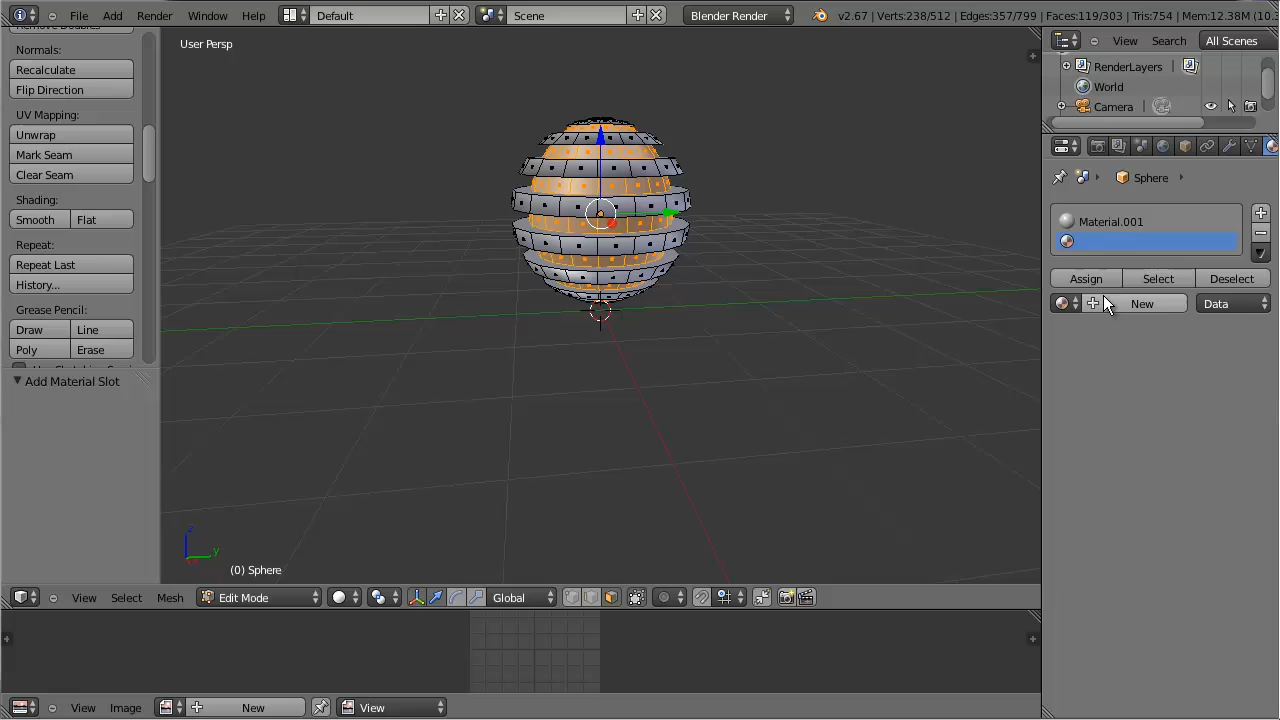 File Add Render Window Help Default Scene Blender Render v2.67 | Verts:238/512 | Edges:357/799 | Faces:119/303 | Tris:754 | Mem:12.38M (10.
Normals:
Recalculate
Flip Direction
UV Mapping:
Unwrap
Mark Seam
Clear Seam
Shading:
Smooth Flat
Repeat:
Repeat Last
History...
Grease Pencil:
Draw Line
Poly Erase
Add Material Slot
User Persp
z
y
(0) Sphere
View Select Mesh Edit Mode Global
View Image New View
View Search All Scenes
RenderLayers
World
Camera
Sphere
Material.001
Assign Select Deselect
New Data